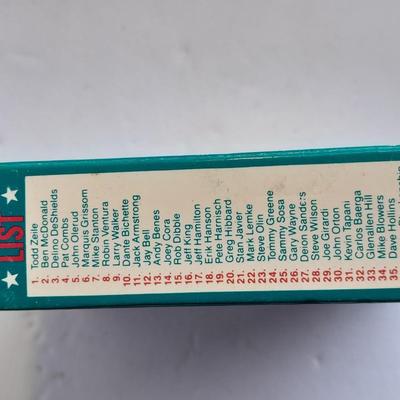 LIST
1. Todd Zeile
2. Ben McDonald
3. Delino DeShields
4. Pat Combs
5. John Olerud
6. Marquis Grissom
7. Mike Stanton
8. Robin Ventura
9. Larry Walker
10. Dante Bichette
11. Jack Armstrong
12. Jay Bell
13. Andy Benes
14. Joey Cora
15. Rob Dibble
16. Jeff King
17. Jeff Hamilton
18. Erik Hanson
19. Pete Harnisch
20. Greg Hibbard
21. Stan Javier
22. Mark Lemke
23. Steve Olin
24. Tommy Greene
25. Sammy Sosa
26. Gary Wayne
27. Deion Sanders
28. Steve Wilson
29. Joe Girardi
30. John Orton
31. Kevin Tapani
32. Carlos Baerga
33. Glenallen Hill
34. Mike Blowers
35. Dave Hollins